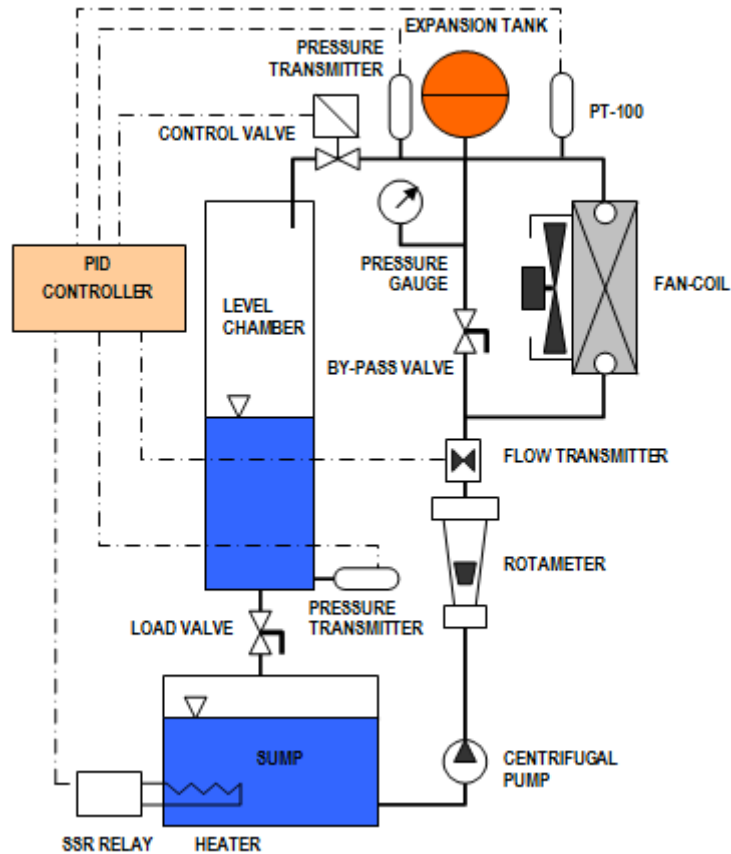 EXPANSION TANK
PRESSURE
TRANSMITTER
PT-100
CONTROL VALVE
PID
CONTROLLER
LEVEL
CHAMBER
PRESSURE
GAUGE
FAN-COIL
BY-PASS VALVE
FLOW TRANSMITTER
ROTAMETER
PRESSURE
TRANSMITTER
LOAD VALVE
SUMP
CENTRIFUGAL
PUMP
SSR RELAY
HEATER